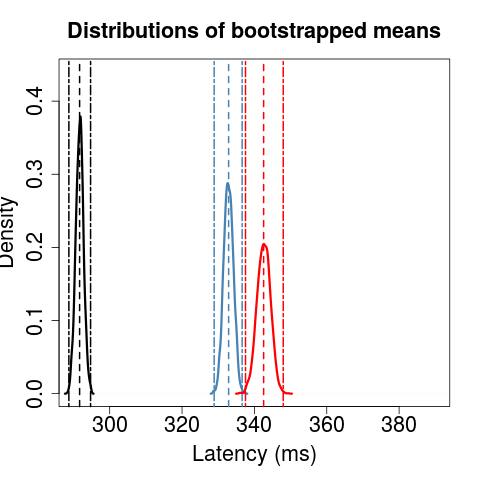 Distributions of bootstrapped means
Density
0.0 0.1 0.2 0.3 0.4
300 320 340 360 380
Latency (ms)